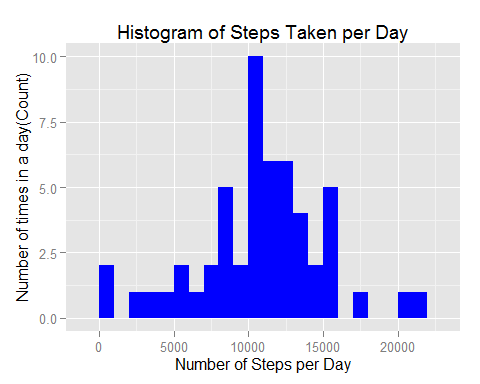 Histogram of Steps Taken per Day
Number of times in a day(Count)
10.0
7.5
5.0
2.5
0.0
0 5000 10000 15000 20000
Number of Steps per Day